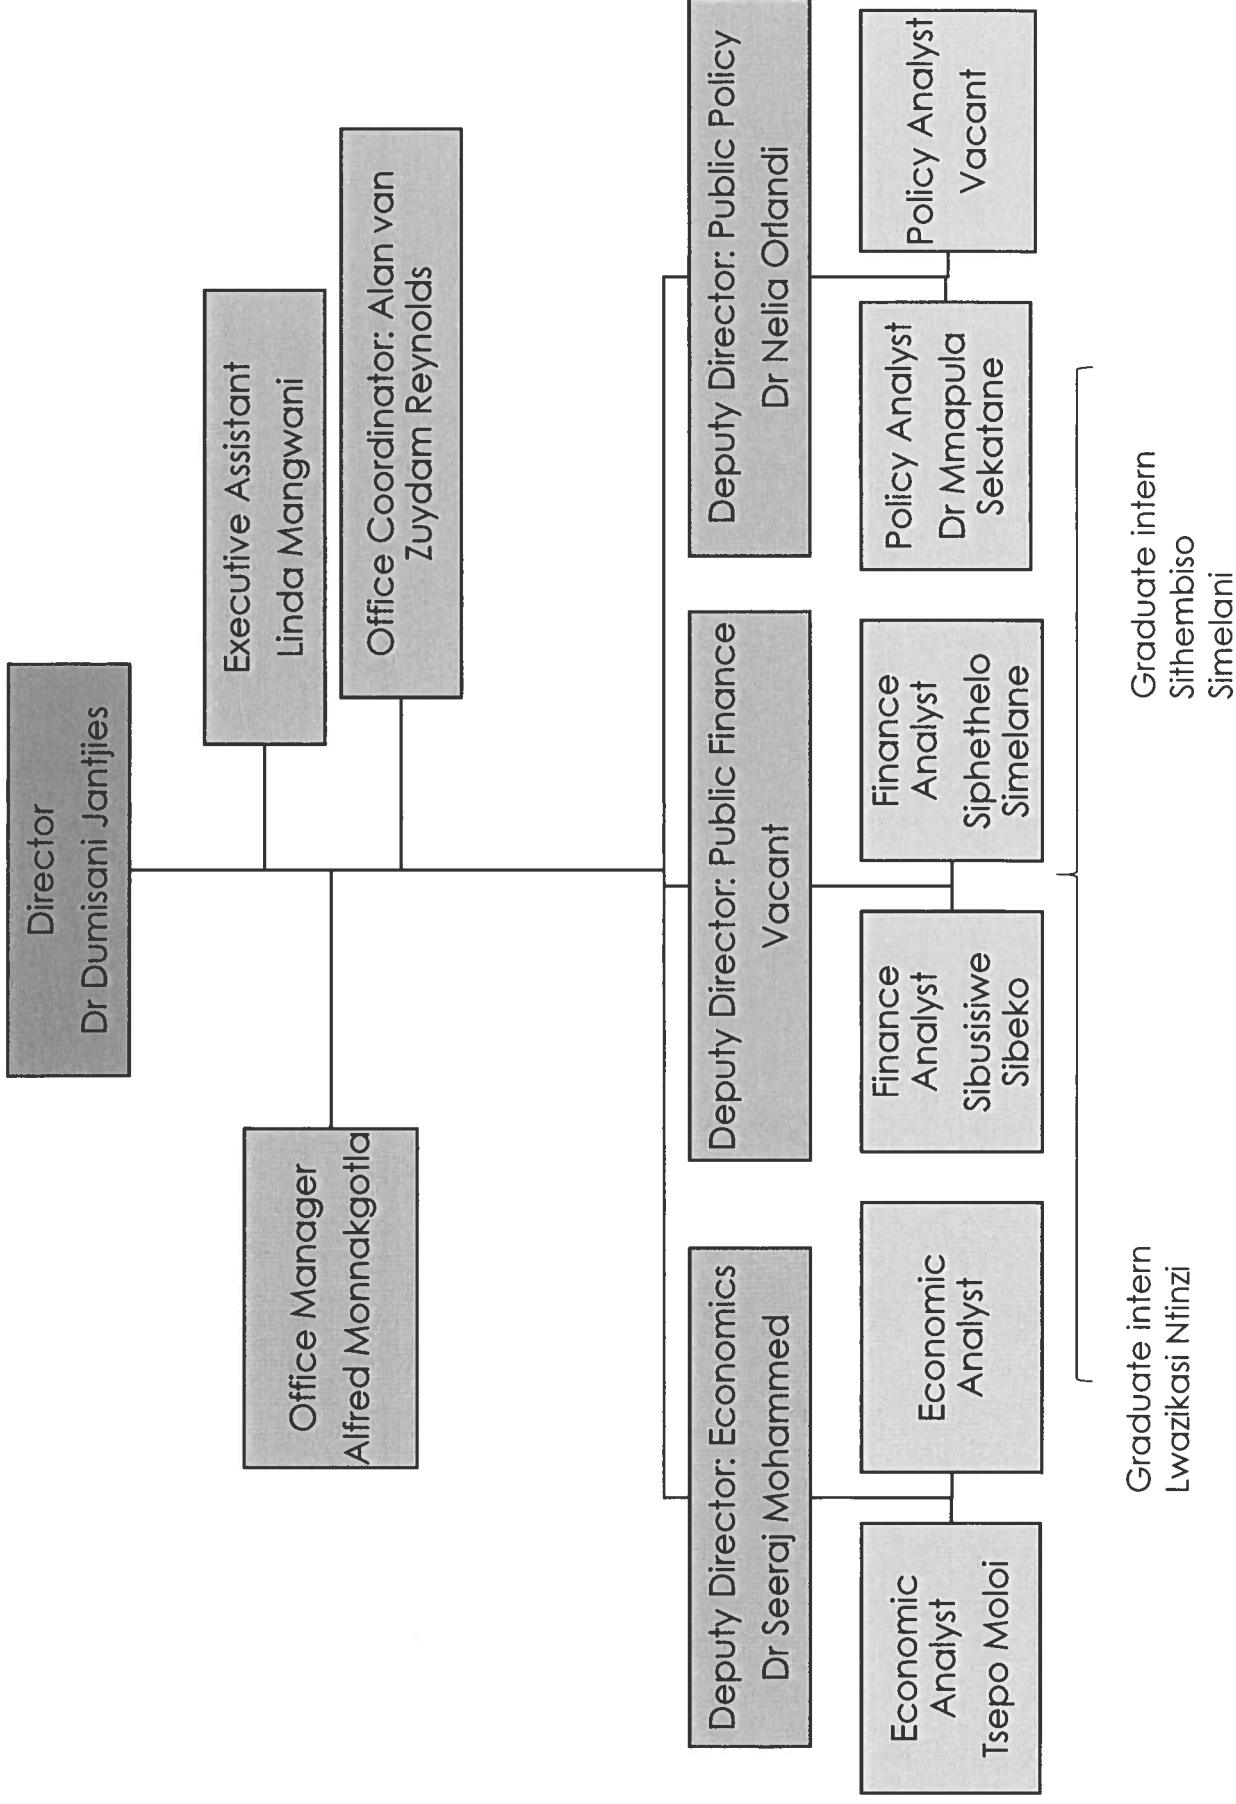 Director
Dr Dumisani Jantjies
Executive Assistant
Linda Mangwani
Office Manager
Alfred Monnakgotla
Office Coordinator: Alan van
Zuydam Reynolds
Deputy Director: Economics
Dr Seeraj Mohammed
Deputy Director: Public Finance
Vacant
Deputy Director: Public Policy
Dr Nelia Orlandi
Economic
Analyst
Tsepo Moloi
Economic
Analyst
Finance
Analyst
Sibusisiwe
Sibeko
Finance
Analyst
Siphethelo
Simelane
Policy Analyst
Dr Mmapula
Sekatane
Policy Analyst
Vacant
Graduate intern
Lwazikasi Ntinzi
Graduate intern
Sithembiso
Simelani